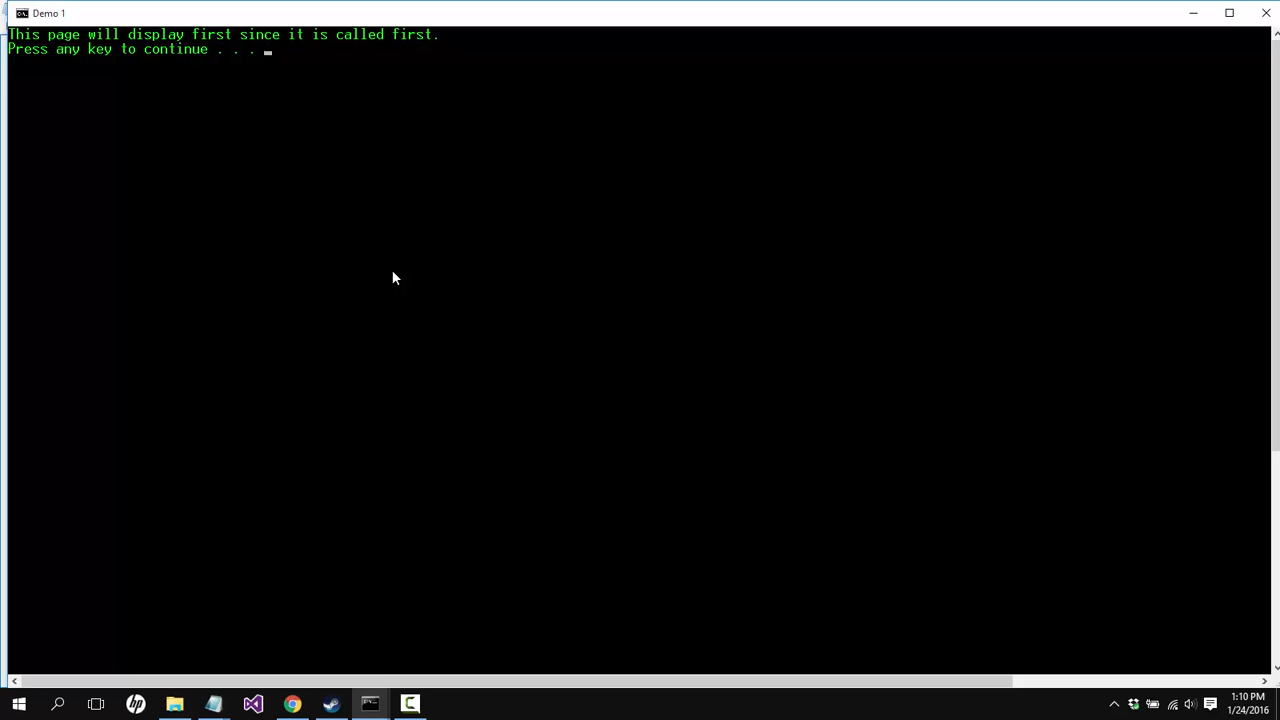 Demo 1
This page will display first since it is called first.
Press any key to continue . . .
1:10 PM
1/24/2016